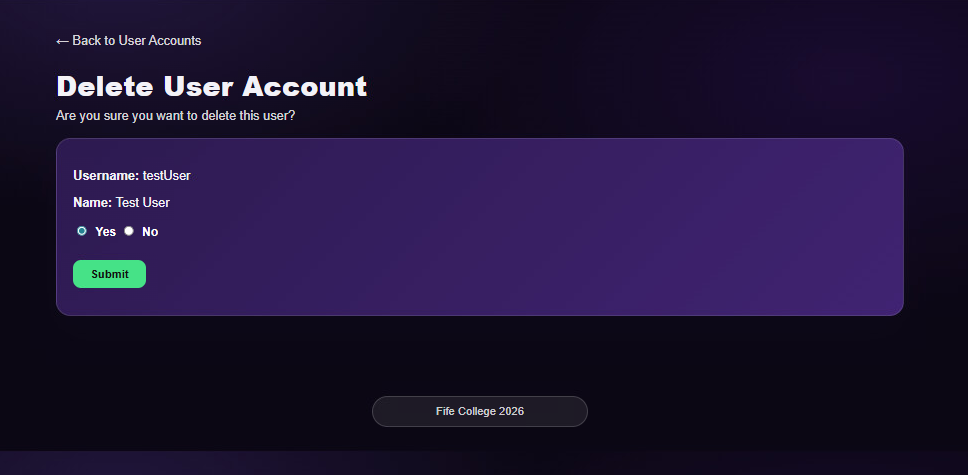 ← Back to User Accounts
Delete User Account
Are you sure you want to delete this user?
Username: testUser
Name: Test User
Yes No
Submit
Fife College 2026